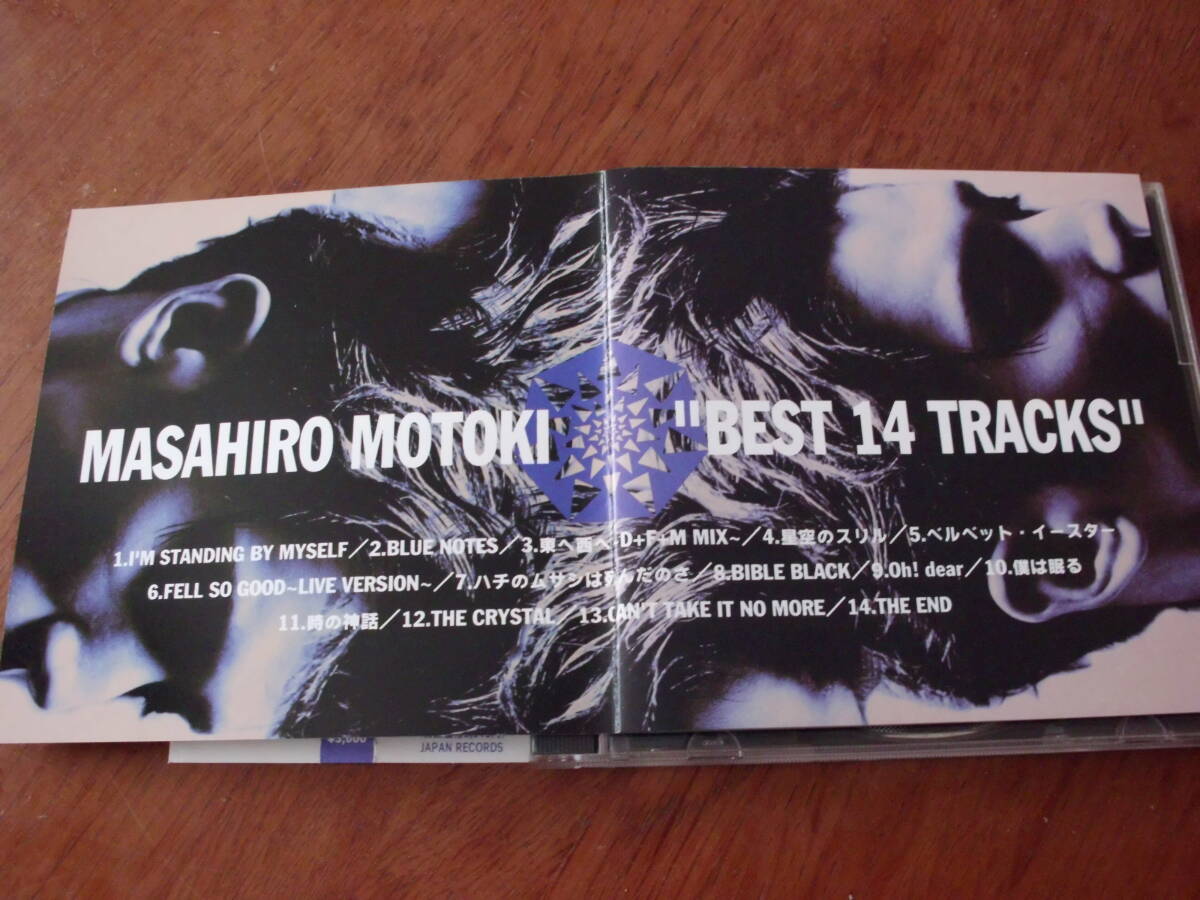 MASAHIRO MOTOKI "BEST 14 TRACKS"
1.I'M STANDING BY MYSELF／2.BLUE NOTES／3.東へ西へ~D+F+M MIX~／4.星空のスリル／5.ベルベット・イースター
6.FELL SO GOOD~LIVE VERSION~／7.ハチのムサシは死んだのさ／8.BIBLE BLACK／9.Oh! dear／10.僕は眠る
11.時の神話／12.THE CRYSTAL／13.CAN'T TAKE IT NO MORE／14.THE END
¥3,000
JAPAN RECORDS